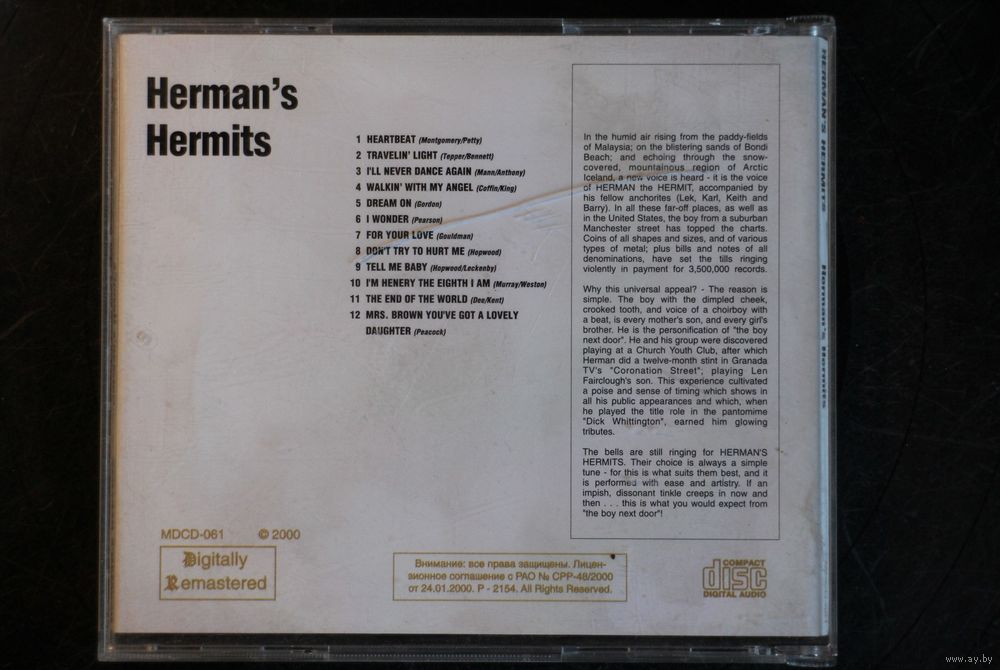 Herman's
Hermits
1 HEARTBEAT (Montgomery/Petty)
2 TRAVELIN' LIGHT (Tepper/Bennett)
3 I'LL NEVER DANCE AGAIN (Mann/Anthony)
4 WALKIN' WITH MY ANGEL (Coffin/King)
5 DREAM ON (Gordon)
6 I WONDER (Pearson)
7 FOR YOUR LOVE (Gouldman)
8 DON'T TRY TO HURT ME (Hopwood)
9 TELL ME BABY (Hopwood/Leckenby)
10 I'M HENERY THE EIGHTH I AM (Murray/Weston)
11 THE END OF THE WORLD (Dee/Kent)
12 MRS. BROWN YOU'VE GOT A LOVELY
DAUGHTER (Peacock)
In the humid air rising from the paddy-fields
of Malaysia; on the blistering sands of Bondi
Beach; and echoing through the snow-
covered, mountainous region of Arctic
Iceland, a new voice is heard - it is the voice
of HERMAN the HERMIT, accompanied by
his fellow anchorites (Lek, Karl, Keith and
Barry). In all these far-off places, as well as
in the United States, the boy from a suburban
Manchester street has topped the charts.
Coins of all shapes and sizes, and of various
types of metal; plus bills and notes of all
denominations, have set the tills ringing
violently in payment for 3,500,000 records.
Why this universal appeal? - The reason is
simple. The boy with the dimpled cheek,
crooked tooth, and voice of a choirboy with
a beat, is every mother's son, and every girl's
brother. He is the personification of "the boy
next door". He and his group were discovered
playing at a Church Youth Club, after which
Herman did a twelve-month stint in Granada
TV's "Coronation Street"; playing Len
Fairclough's son. This experience cultivated
a poise and sense of timing which shows in
all his public appearances and which, when
he played the title role in the pantomime
"Dick Whittington", earned him glowing
tributes.
The bells are still ringing for HERMAN'S
HERMITS. Their choice is always a simple
tune - for this is what suits them best, and it
is performed with ease and artistry. If an
impish, dissonant tinkle creeps in now and
then . . . this is what you would expect from
"the boy next door"!
HERMAN'S HERMITS Herman's Hermits
MDCD-061 © 2000
Digitally
Remastered
Внимание: все права защищены. Лицен-
зионное соглашение с РАО № СРР-48/2000
от 24.01.2000. Р - 2154. All Rights Reserved.
COMPACT
disc
DIGITAL AUDIO
www.ay.by